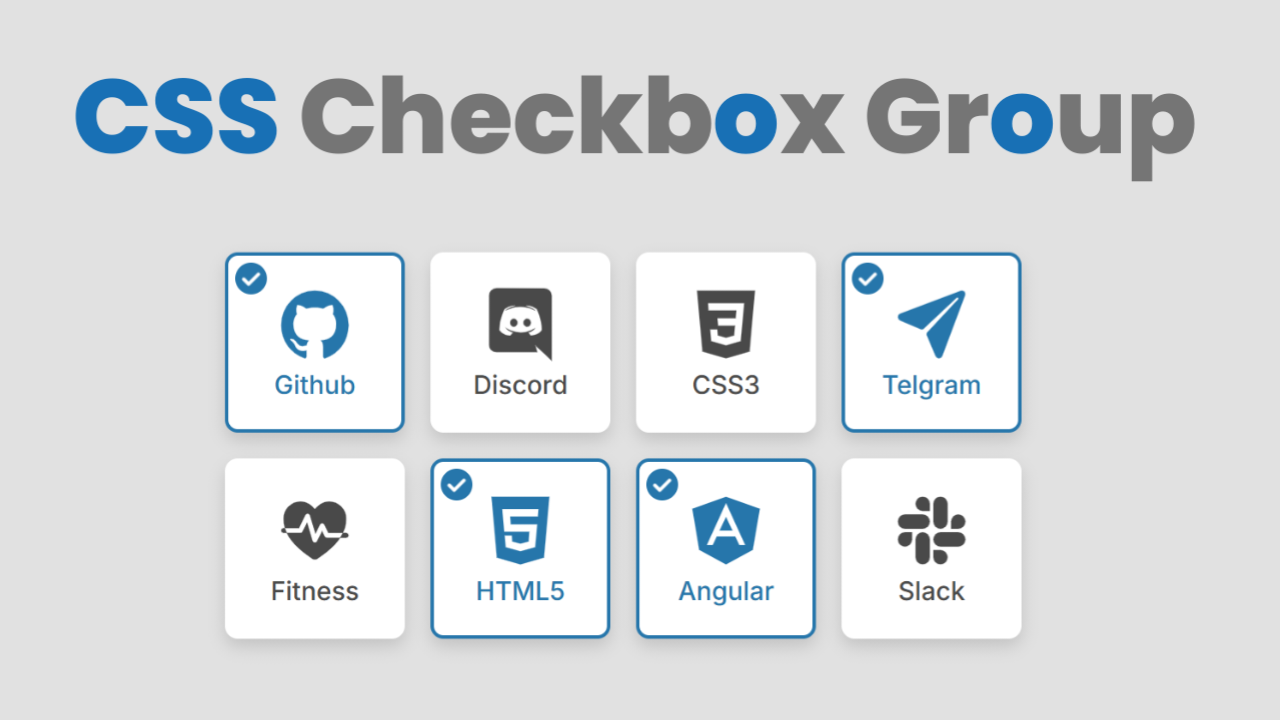 CSS Checkbox Group
Github Discord CSS3 Telgram
Fitness HTML5 Angular Slack